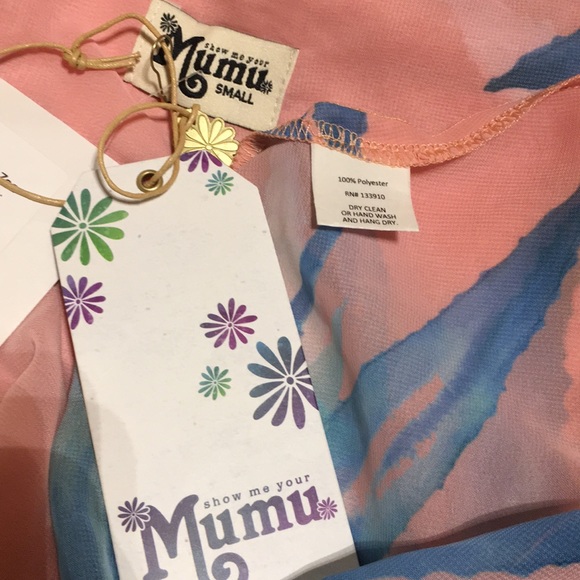 show me your
Mumu
SMALL
100% Polyester
RN# 133910
DRY CLEAN
OR HAND WASH
AND HANG DRY.
show me your
Mumu